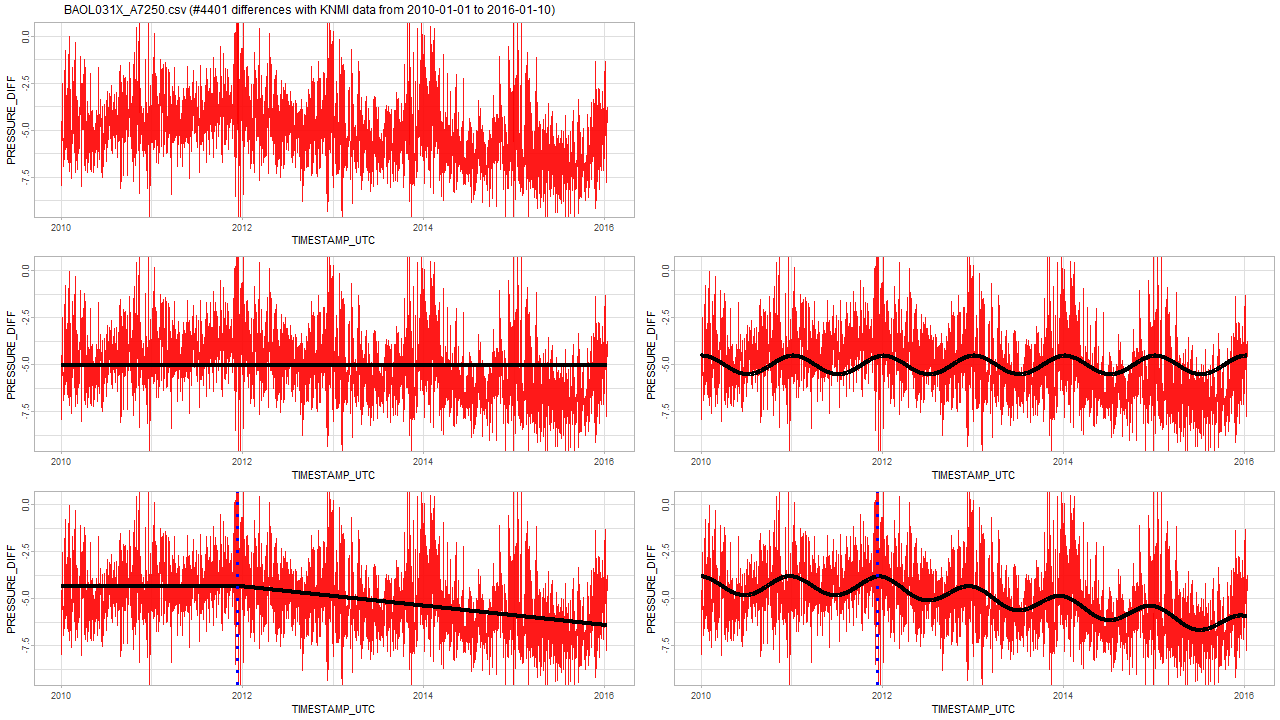 BAOL031X_A7250.csv (#4401 differences with KNMI data from 2010-01-01 to 2016-01-10)
PRESSURE_DIFF
0.0
-2.5
-5.0
-7.5
2010 2012 2014 2016
TIMESTAMP_UTC
PRESSURE_DIFF
0.0
-2.5
-5.0
-7.5
2010 2012 2014 2016
TIMESTAMP_UTC
PRESSURE_DIFF
0.0
-2.5
-5.0
-7.5
2010 2012 2014 2016
TIMESTAMP_UTC
PRESSURE_DIFF
0.0
-2.5
-5.0
-7.5
2010 2012 2014 2016
TIMESTAMP_UTC
PRESSURE_DIFF
0.0
-2.5
-5.0
-7.5
2010 2012 2014 2016
TIMESTAMP_UTC